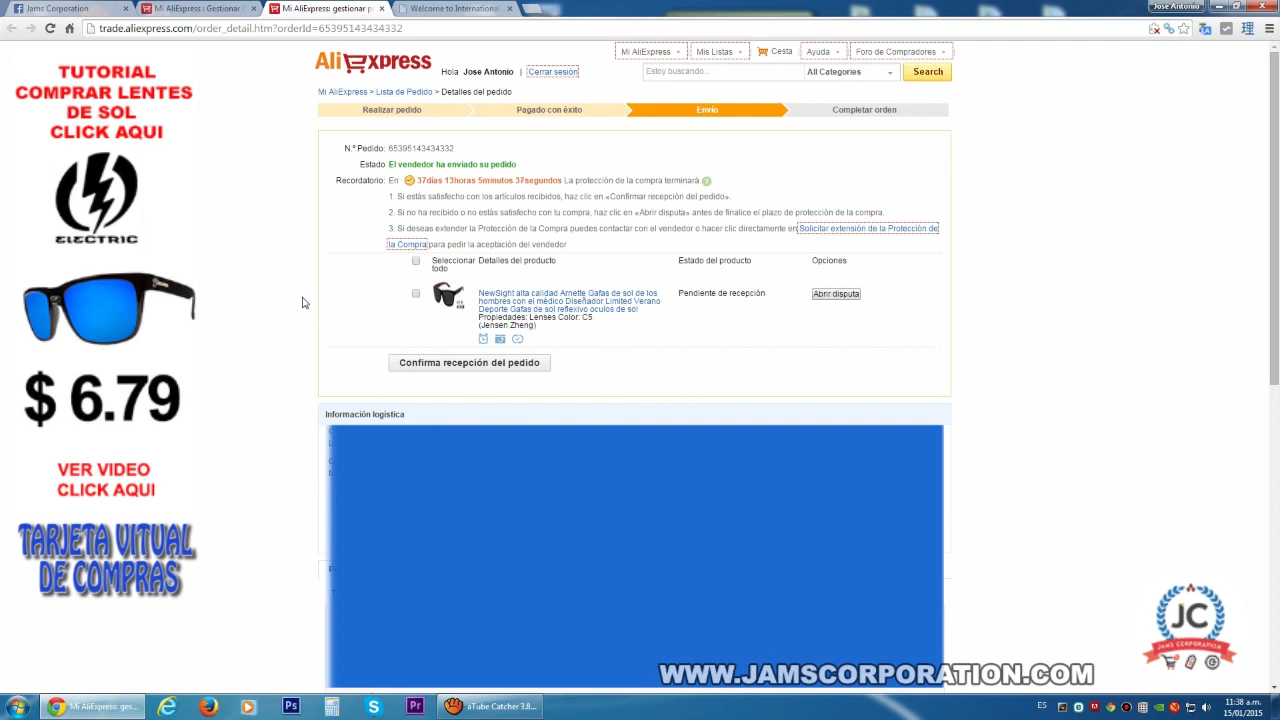 Jams Corporation
Mi AliExpress : Gestionar C
Mi AliExpress: gestionar p
Welcome to International
Jose Antonio
trade.aliexpress.com/order_detail.htm?orderId=65395143434332
TUTORIAL
COMPRAR LENTES
DE SOL
CLICK AQUI
ELECTRIC
$ 6.79
VER VIDEO
CLICK AQUI
TARJETA VITUAL
DE COMPRAS
AliExpress
Hola Jose Antonio | Cerrar sesión
Mi AliExpress
Mis Listas
Cesta
Ayuda
Foro de Compradores
Estoy buscando...
All Categories
Search
Mi AliExpress > Lista de Pedido > Detalles del pedido
Realizar pedido
Pagado con éxito
Envío
Completar orden
N.º Pedido: 65395143434332
Estado El vendedor ha enviado su pedido
Recordatorio: En 37dias 13horas 5minutos 37segundos La protección de la compra terminará
1. Si estás satisfecho con los artículos recibidos, haz clic en «Confirmar recepción del pedido».
2. Si no ha recibido o no estás satisfecho con tu compra, haz clic en «Abrir disputa» antes de finalice el plazo de protección de la compra.
3. Si deseas extender la Protección de la Compra puedes contactar con el vendedor o hacer clic directamente en Solicitar extensión de la Protección de
la Compra para pedir la aceptación del vendedor
Seleccionar
todo
Detalles del producto
Estado del producto
Opciones
NewSight alta calidad Arnette Gafas de sol de los
hombres con el médico Diseñador Limited Verano
Deporte Gafas de sol reflexivo oculos de sol
Propiedades: Lenses Color: C5
(Jensen Zheng)
Pendiente de recepción
Abrir disputa
Confirma recepción del pedido
Información logística
JC
JAMS CORPORATION
WWW.JAMSCORPORATION.COM
Mi AliExpress: ges...
Ps
Pr
aTube Catcher 3.8...
ES
11:38 a.m.
15/01/2015